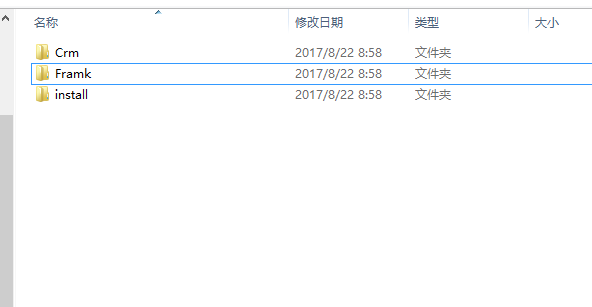 名称 修改日期 类型 大小
Crm 2017/8/22 8:58 文件夹
Framk 2017/8/22 8:58 文件夹
install 2017/8/22 8:58 文件夹